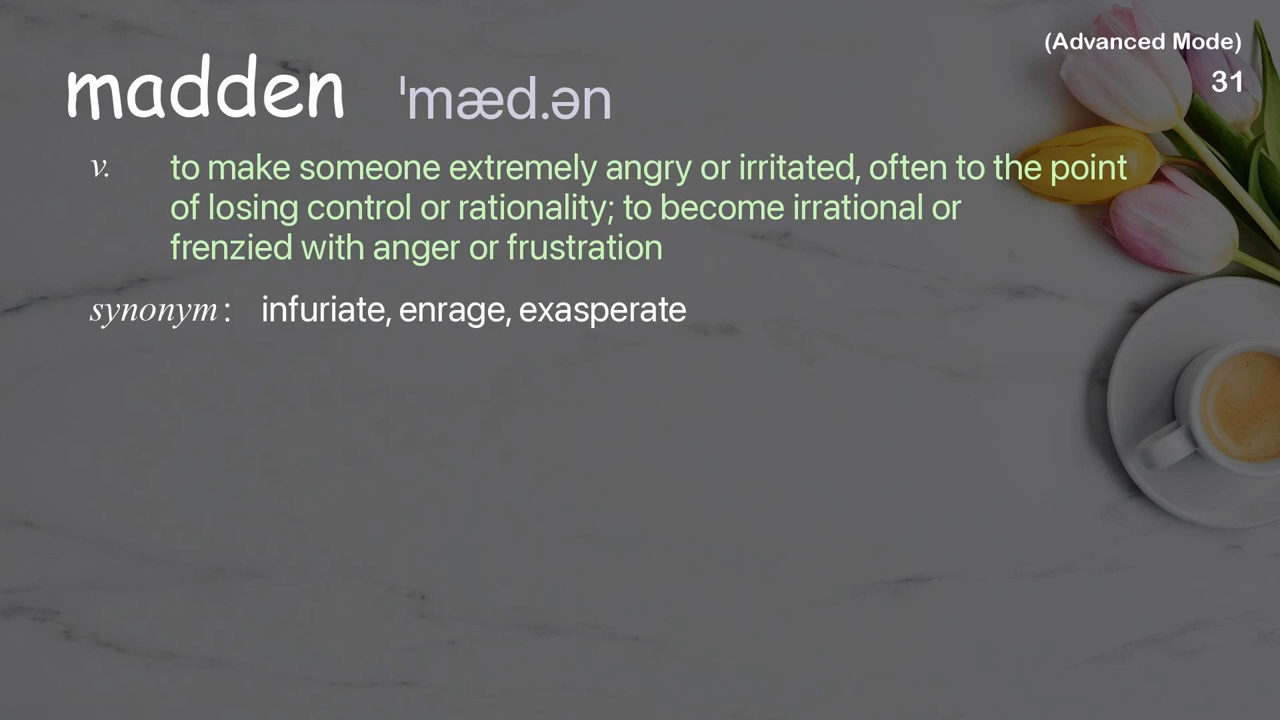 (Advanced Mode)
31
madden ˈmæd.ən
v. to make someone extremely angry or irritated, often to the point
of losing control or rationality; to become irrational or
frenzied with anger or frustration
synonym: infuriate, enrage, exasperate